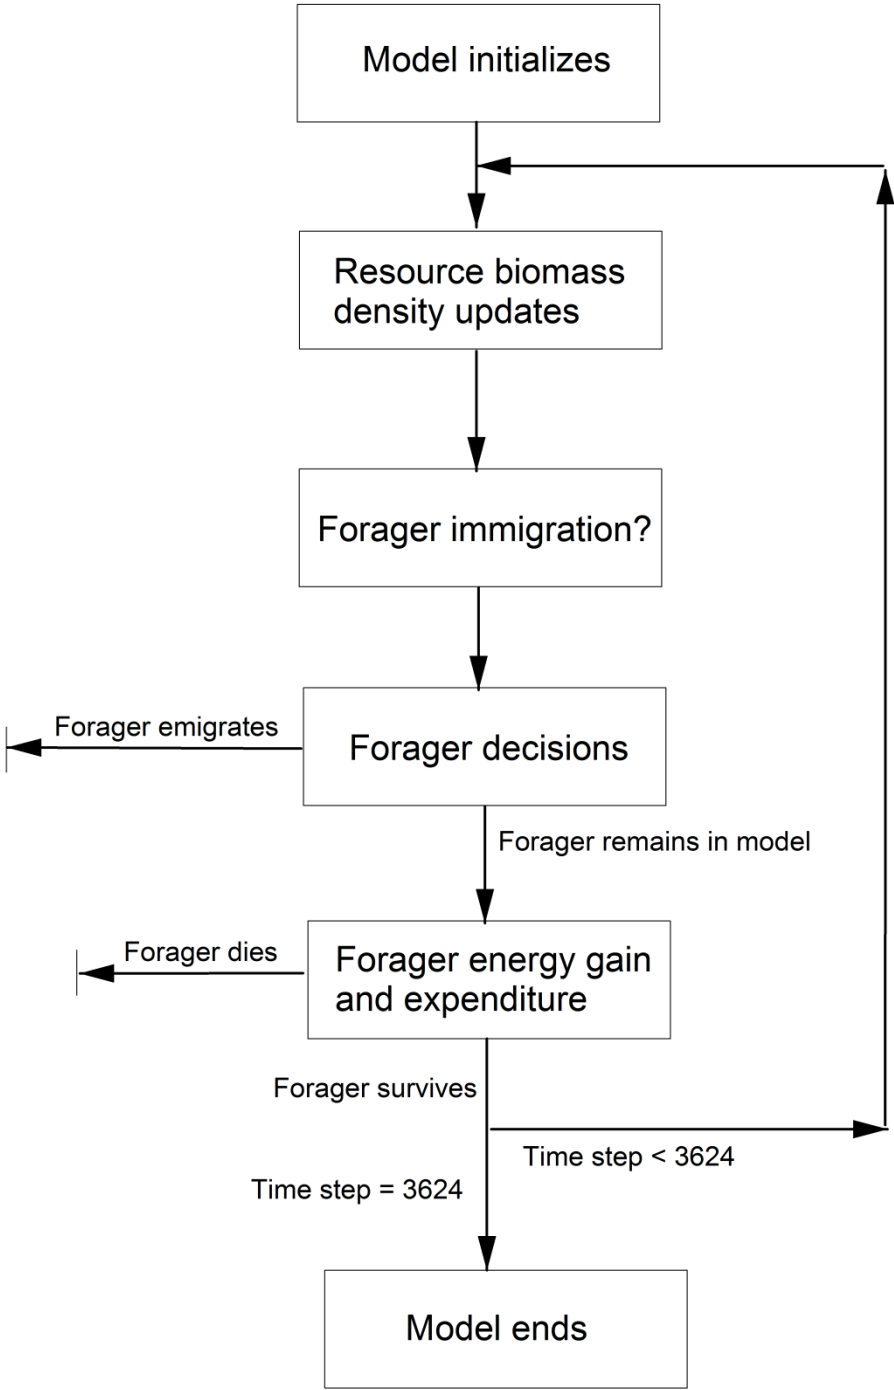 Model initializes
Resource biomass
density updates
Forager immigration?
Forager emigrates
Forager decisions
Forager remains in model
Forager dies
Forager energy gain
and expenditure
Forager survives
Time step < 3624
Time step = 3624
Model ends